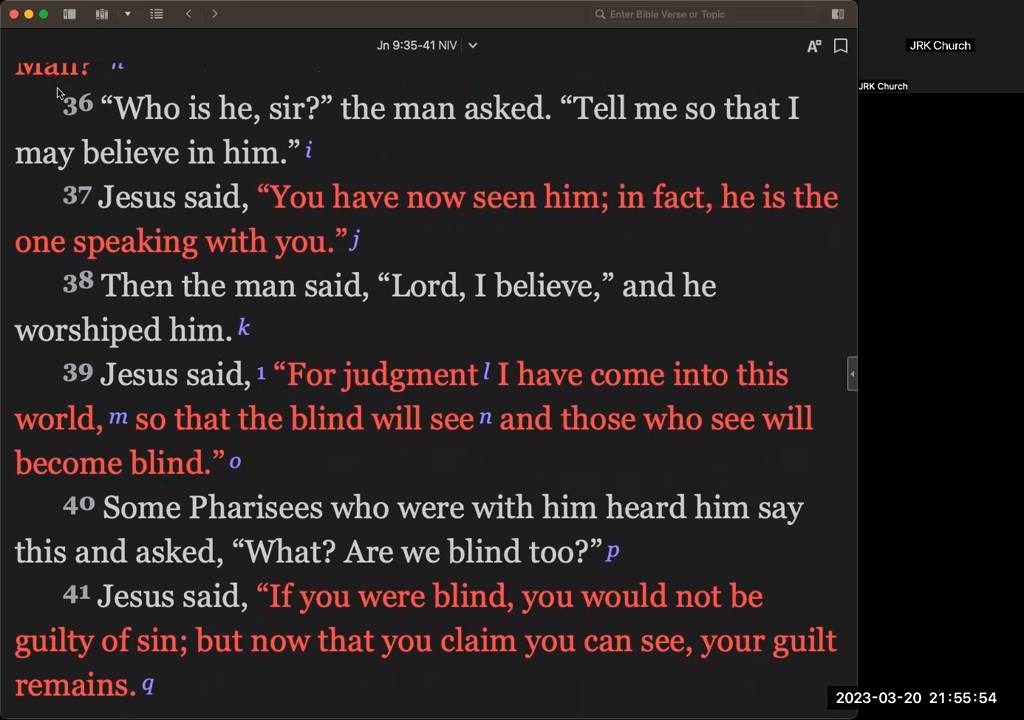 Enter Bible Verse or Topic
Jn 9:35-41 NIV
JRK Church
JRK Church
Man?” h
36 “Who is he, sir?” the man asked. “Tell me so that I
may believe in him.” i
37 Jesus said, “You have now seen him; in fact, he is the
one speaking with you.” j
38 Then the man said, “Lord, I believe,” and he
worshiped him. k
39 Jesus said, 1 “For judgment l I have come into this
world, m so that the blind will see n and those who see will
become blind.” o
40 Some Pharisees who were with him heard him say
this and asked, “What? Are we blind too?” p
41 Jesus said, “If you were blind, you would not be
guilty of sin; but now that you claim you can see, your guilt
remains. q
2023-03-20 21:55:54